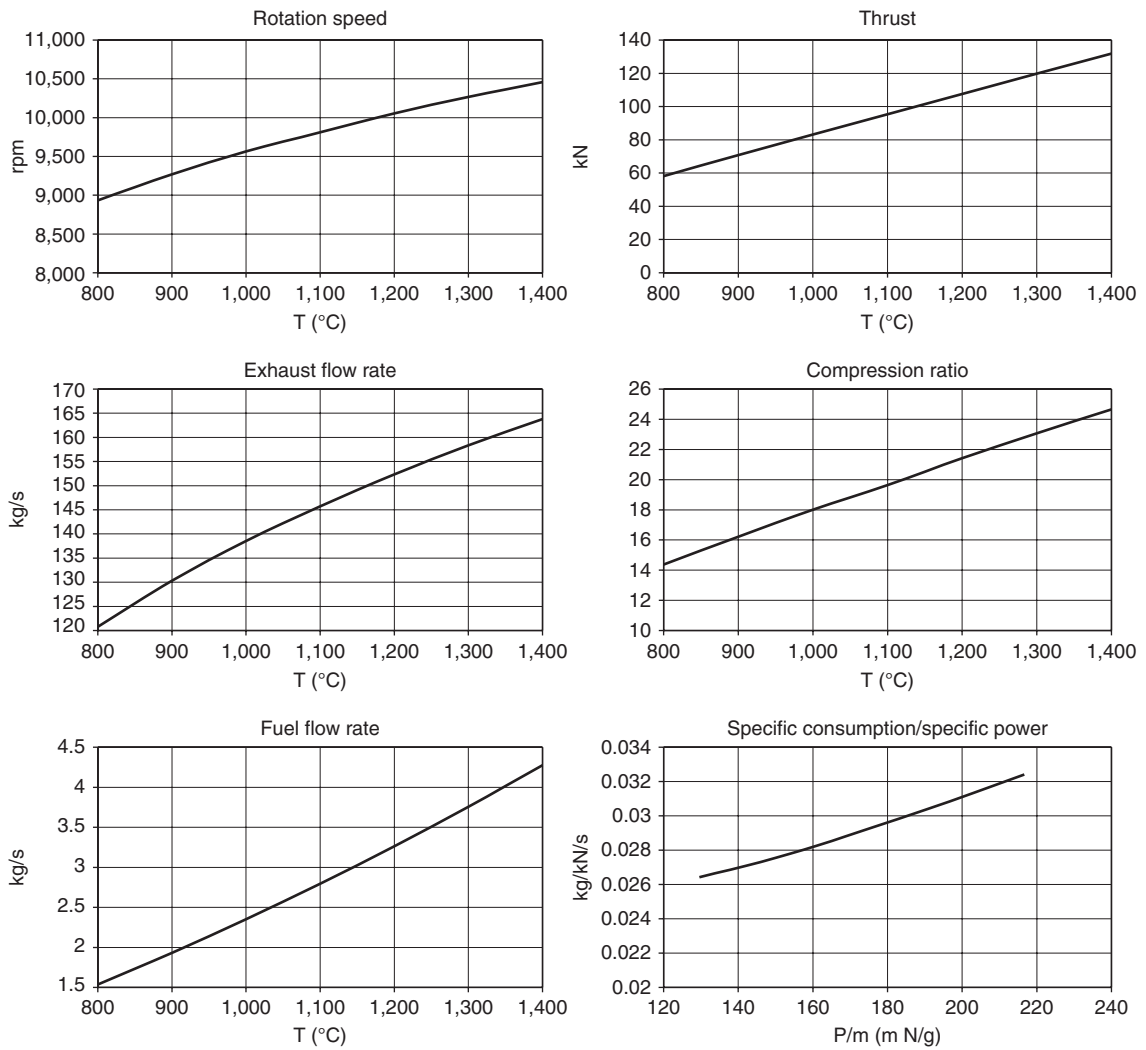 Rotation speed
11,000
10,500
10,000
9,500
9,000
8,500
8,000
rpm
800 900 1,000 1,100 1,200 1,300 1,400
T (°C)
Thrust
140
120
100
80
60
40
20
0
kN
800 900 1,000 1,100 1,200 1,300 1,400
T (°C)
Exhaust flow rate
170
165
160
155
150
145
140
135
130
125
120
kg/s
800 900 1,000 1,100 1,200 1,300 1,400
T (°C)
Compression ratio
26
24
22
20
18
16
14
12
10
800 900 1,000 1,100 1,200 1,300 1,400
T (°C)
Fuel flow rate
4.5
4
3.5
3
2.5
2
1.5
kg/s
800 900 1,000 1,100 1,200 1,300 1,400
T (°C)
Specific consumption/specific power
0.034
0.032
0.03
0.028
0.026
0.024
0.022
0.02
kg/kN/s
120 140 160 180 200 220 240
P/m (m N/g)